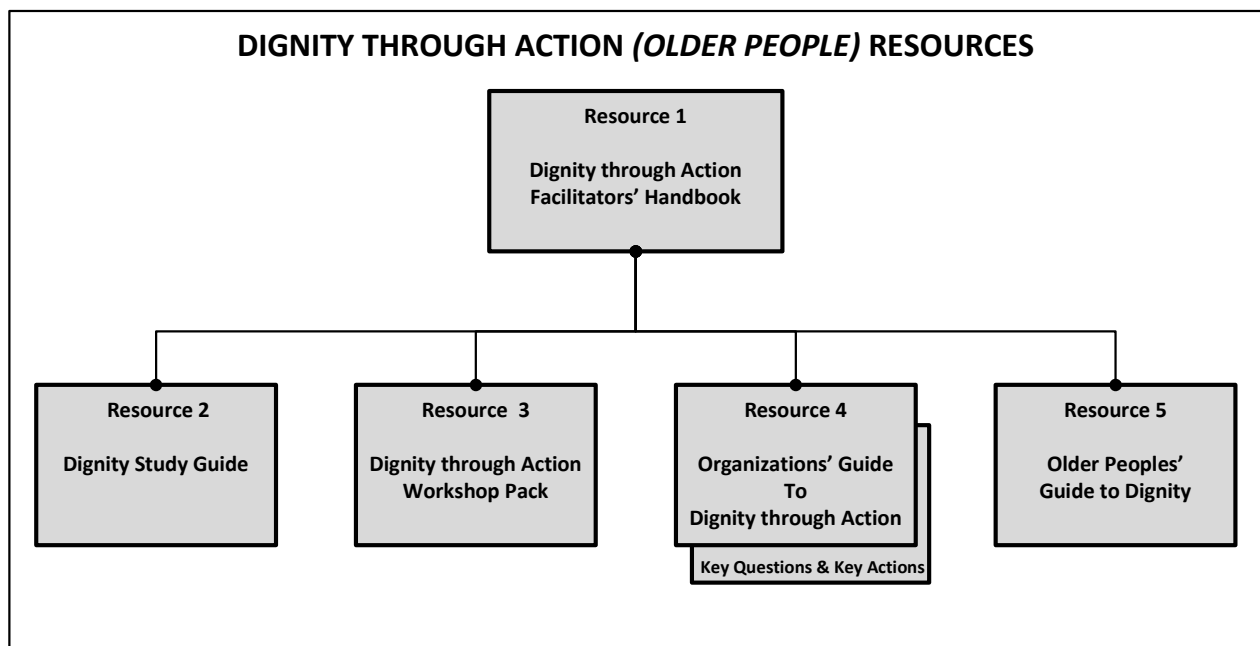 DIGNITY THROUGH ACTION (OLDER PEOPLE) RESOURCES
Resource 1
Dignity through Action
Facilitators’ Handbook
Resource 2
Dignity Study Guide
Resource  3
Dignity through Action
Workshop Pack
Resource 4
Organizations’ Guide
To
Dignity through Action
Key Questions & Key Actions
Resource 5
Older Peoples’
Guide to Dignity